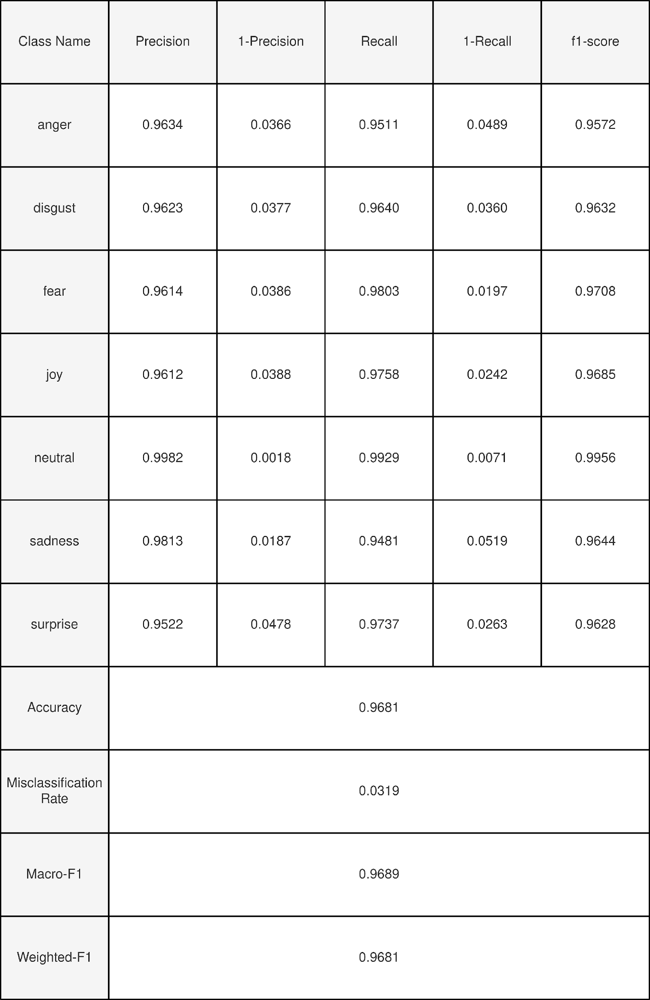 Class Name Precision 1-Precision Recall 1-Recall f1-score
anger 0.9634 0.0366 0.9511 0.0489 0.9572
disgust 0.9623 0.0377 0.9640 0.0360 0.9632
fear 0.9614 0.0386 0.9803 0.0197 0.9708
joy 0.9612 0.0388 0.9758 0.0242 0.9685
neutral 0.9982 0.0018 0.9929 0.0071 0.9956
sadness 0.9813 0.0187 0.9481 0.0519 0.9644
surprise 0.9522 0.0478 0.9737 0.0263 0.9628
Accuracy 0.9681
Misclassification
Rate 0.0319
Macro-F1 0.9689
Weighted-F1 0.9681